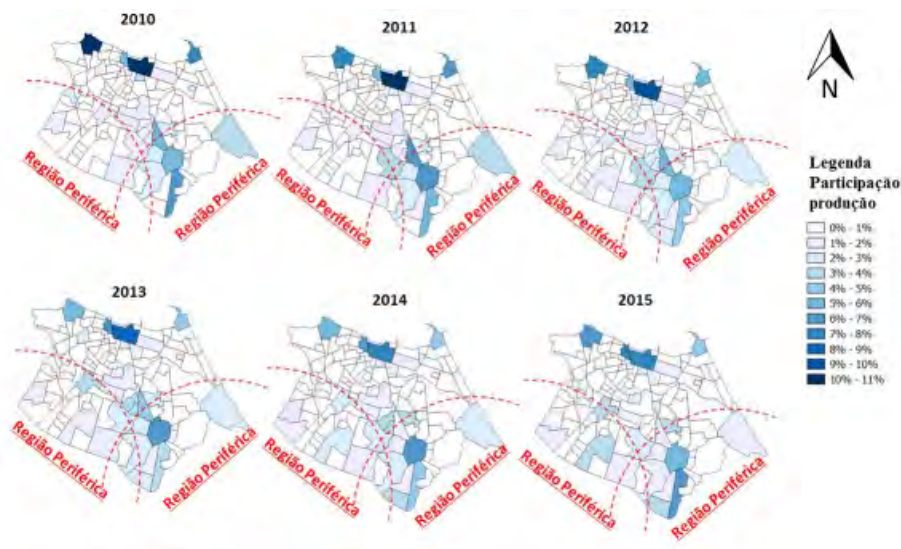 2010
2011
2012
N
Região Periférica
Região Periférica
Região Periférica
Região Periférica
Região Periférica
Região Periférica
Legenda
Participação
produção
0% - 1%
1% - 2%
2% - 3%
3% - 4%
4% - 5%
5% - 6%
6% - 7%
7% - 8%
8% - 9%
9% - 10%
10% - 11%
2013
2014
2015
Região Periférica
Região Periférica
Região Periférica
Região Periférica
Região Periférica
Região Periférica